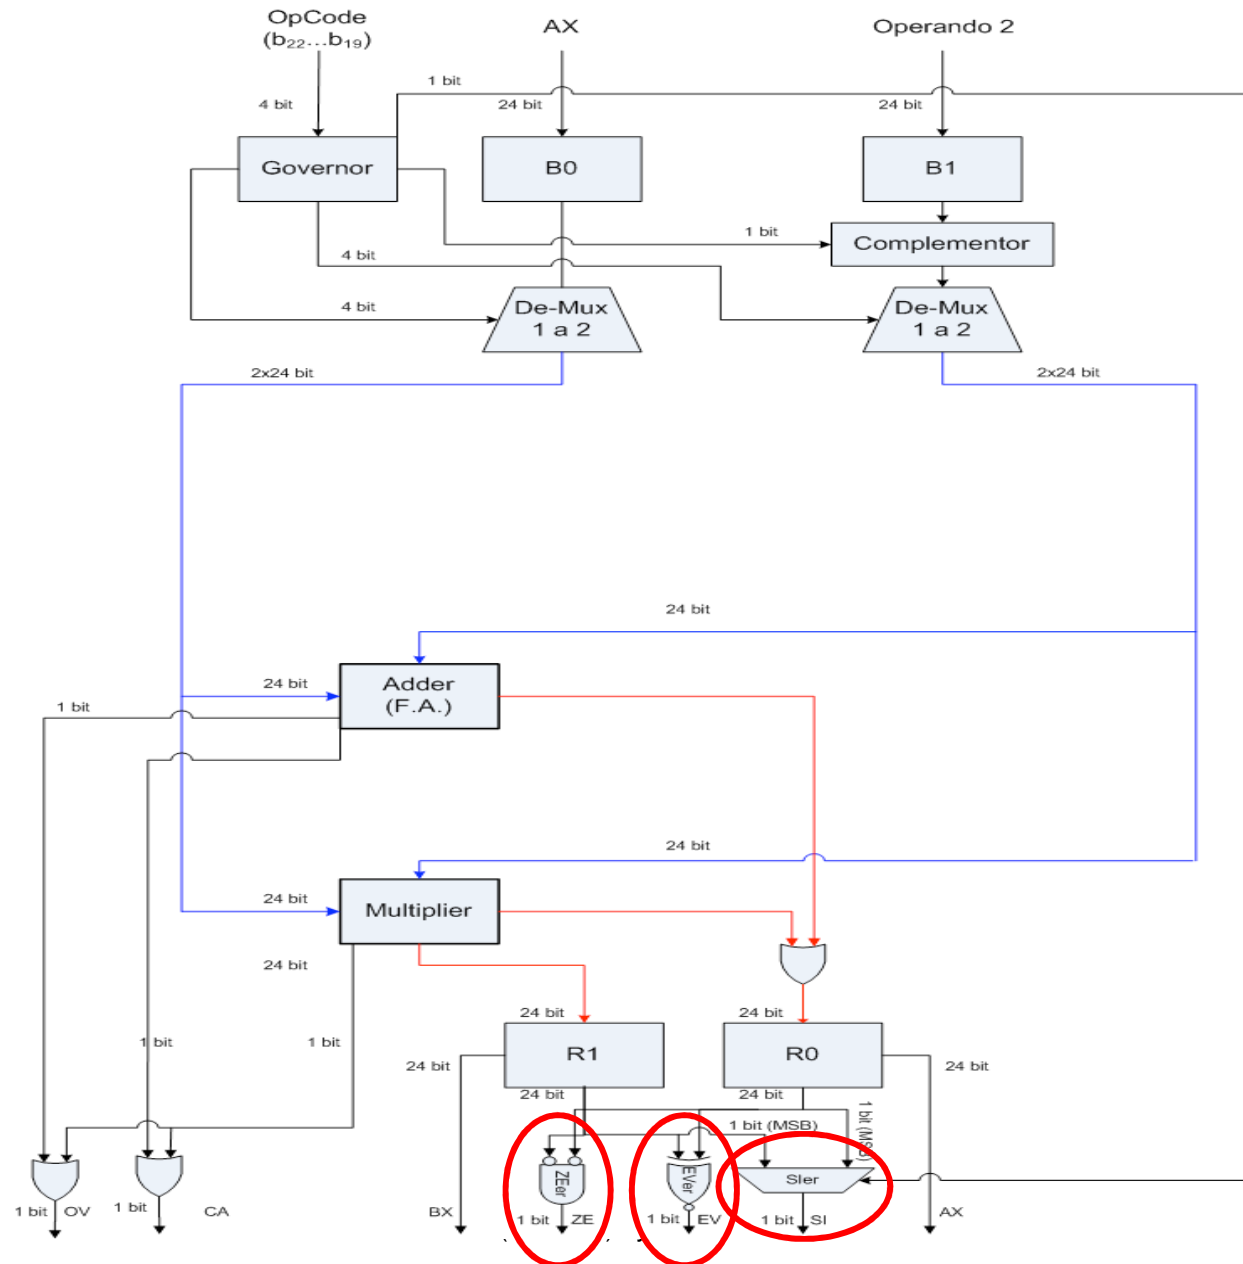 OpCode
(b22...b19)
AX
Operando 2
1 bit
4 bit
24 bit
24 bit
Governor
B0
B1
1 bit
Complementor
4 bit
4 bit
De-Mux
1 a 2
De-Mux
1 a 2
2x24 bit
2x24 bit
24 bit
24 bit
Adder
(F.A.)
1 bit
24 bit
24 bit
Multiplier
24 bit
24 bit
24 bit
1 bit
1 bit
R1
R0
24 bit
24 bit
24 bit
24 bit
1 bit (MSB)
1 bit (MSB)
ZEer
EVer
SIer
1 bit
OV
1 bit
CA
BX
1 bit
ZE
1 bit
EV
1 bit
SI
AX